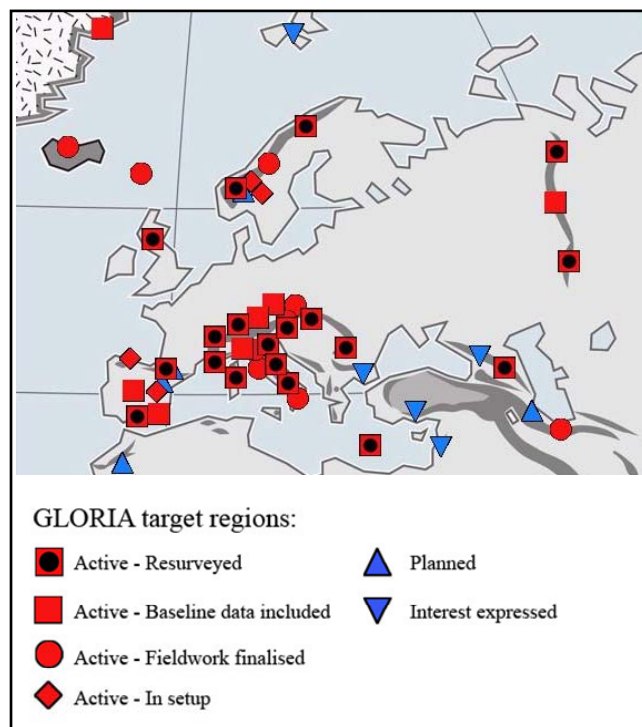 GLORIA target regions:
Active - Resurveyed
Planned
Active - Baseline data included
Interest expressed
Active - Fieldwork finalised
Active - In setup